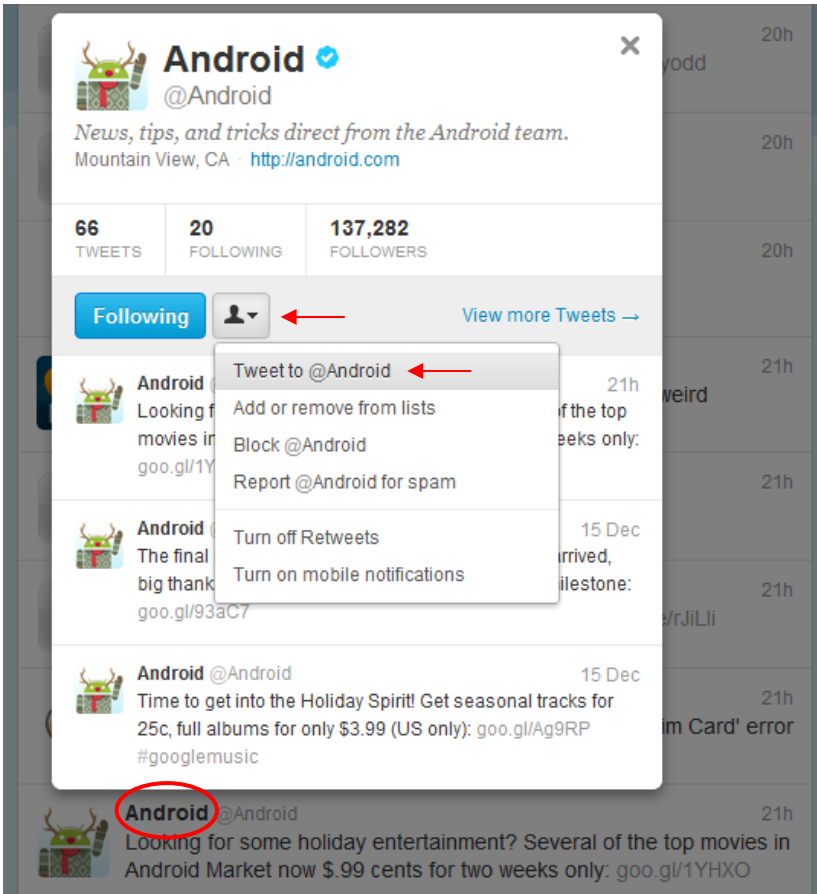 20h
Android
yodd
@Android
News, tips, and tricks direct from the Android team.
Mountain View, CA · http://android.com
20h
66
TWEETS
20
FOLLOWING
137,282
FOLLOWERS
20h
Following
View more Tweets →
Tweet to @Android
Add or remove from lists
Block @Android
Report @Android for spam
Turn off Retweets
Turn on mobile notifications
Android
21h
Looking f
of the top
movies in
eeks only:
goo.gl/1Y
21h
weird
21h
Android
15 Dec
The final
rrived,
big thank
ilestone:
goo.gl/93aC7
21h
e/rJiLli
Android @Android
15 Dec
Time to get into the Holiday Spirit! Get seasonal tracks for
25c, full albums for only $3.99 (US only): goo.gl/Ag9RP
#googlemusic
21h
im Card' error
Android @Android
21h
Looking for some holiday entertainment? Several of the top movies in
Android Market now $.99 cents for two weeks only: goo.gl/1YHXO